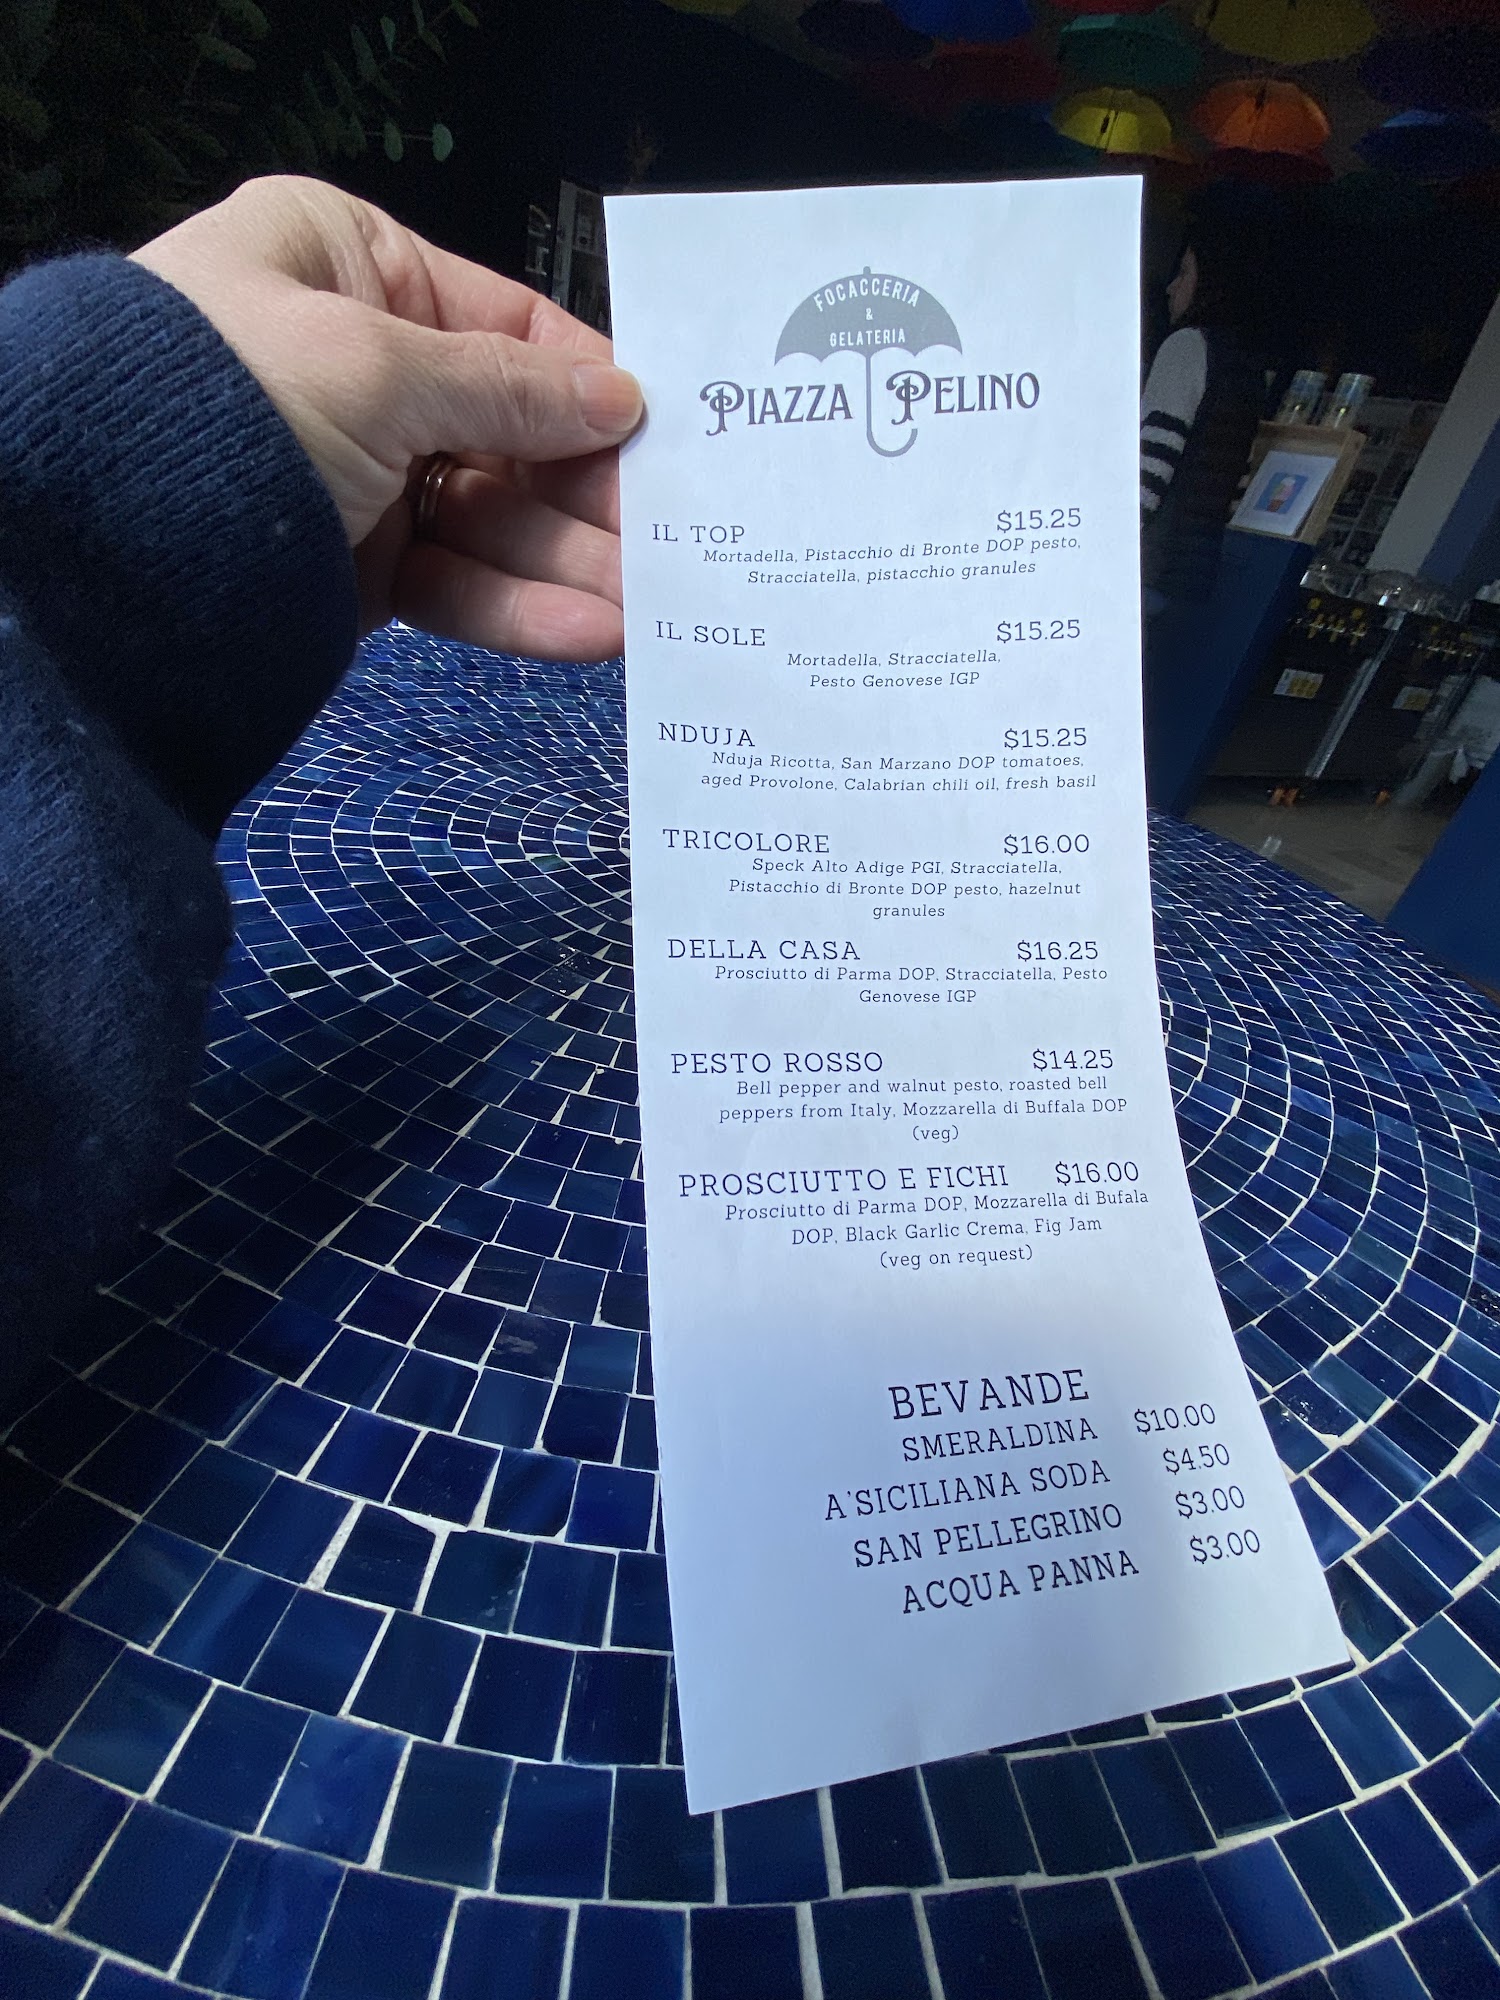 FOCACCERIA
&
GELATERIA
PIAZZA PELINO
IL TOP $15.25
Mortadella, Pistacchio di Bronte DOP pesto,
Stracciatella, pistacchio granules
IL SOLE $15.25
Mortadella, Stracciatella,
Pesto Genovese IGP
NDUJA $15.25
Nduja Ricotta, San Marzano DOP tomatoes,
aged Provolone, Calabrian chili oil, fresh basil
TRICOLORE $16.00
Speck Alto Adige PGI, Stracciatella,
Pistacchio di Bronte DOP pesto, hazelnut
granules
DELLA CASA $16.25
Prosciutto di Parma DOP, Stracciatella, Pesto
Genovese IGP
PESTO ROSSO $14.25
Bell pepper and walnut pesto, roasted bell
peppers from Italy, Mozzarella di Buffala DOP
(veg)
PROSCIUTTO E FICHI $16.00
Prosciutto di Parma DOP, Mozzarella di Bufala
DOP, Black Garlic Crema, Fig Jam
(veg on request)
BEVANDE
SMERALDINA $10.00
A'SICILIANA SODA $4.50
SAN PELLEGRINO $3.00
ACQUA PANNA $3.00